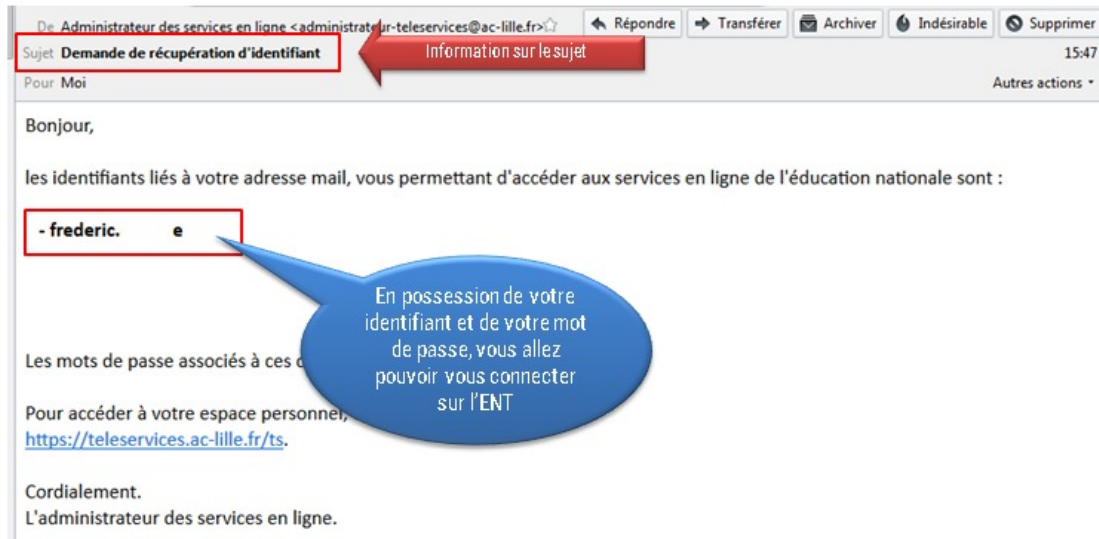 De Administrateur des services en ligne <administrateur-teleservices@ac-lille.fr> Répondre Transférer Archiver Indésirable Supprimer
Sujet Demande de récupération d'identifiant Information sur le sujet 15:47
Pour Moi Autres actions
Bonjour,
les identifiants liés à votre adresse mail, vous permettant d'accéder aux services en ligne de l'éducation nationale sont :
- frederic. e
En possession de votre
identifiant et de votre mot
de passe, vous allez
pouvoir vous connecter
sur l'ENT
Les mots de passe associés à ces
Pour accéder à votre espace personnel,
https://teleservices.ac-lille.fr/ts.
Cordialement.
L'administrateur des services en ligne.